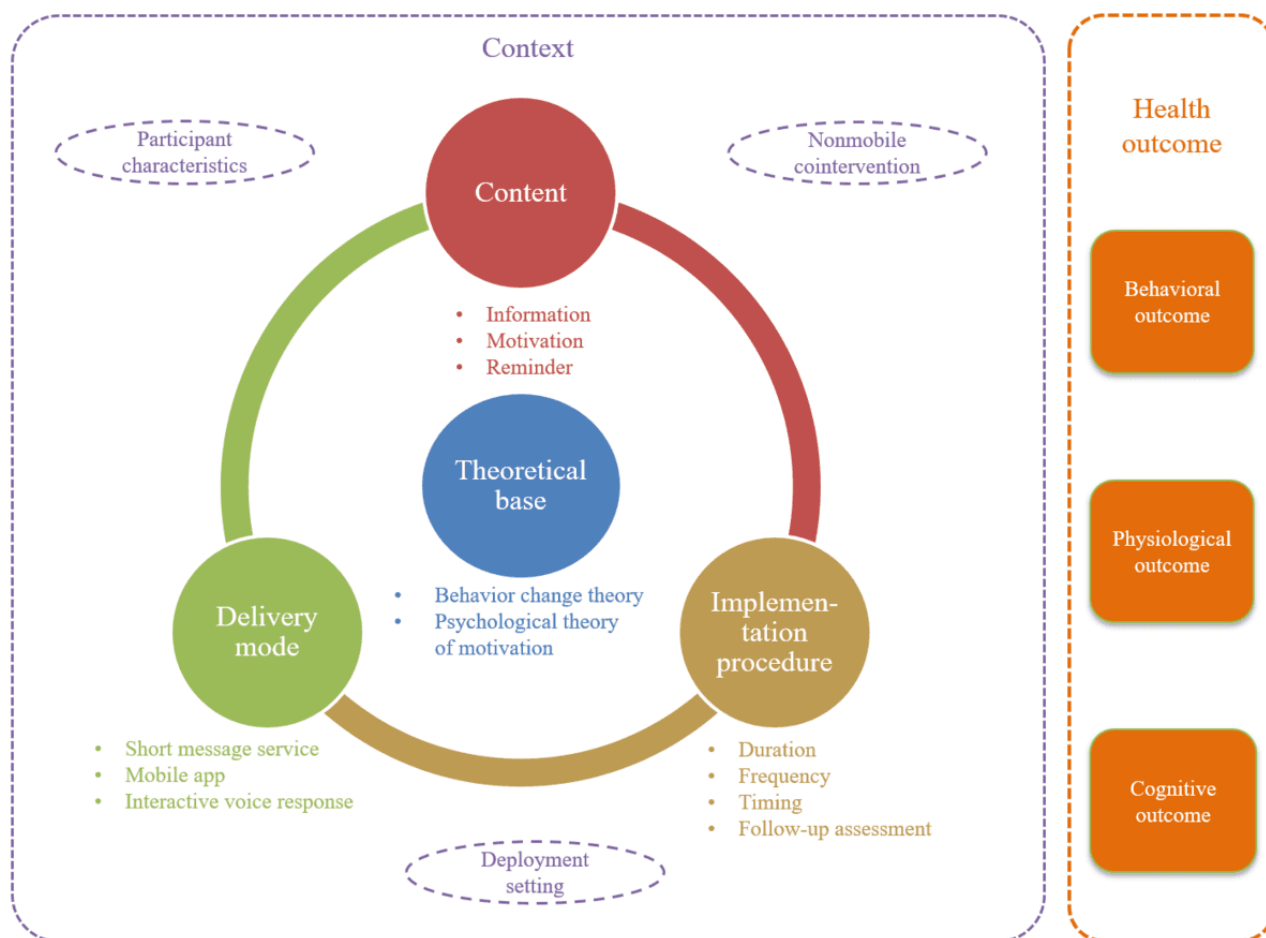 Context
Participant
characteristics
Nonmobile
cointervention
Content
• Information
• Motivation
• Reminder
Theoretical
base
• Behavior change theory
• Psychological theory
of motivation
Delivery
mode
• Short message service
• Mobile app
• Interactive voice response
Implemen-
tation
procedure
• Duration
• Frequency
• Timing
• Follow-up assessment
Deployment
setting
Health
outcome
Behavioral
outcome
Physiological
outcome
Cognitive
outcome